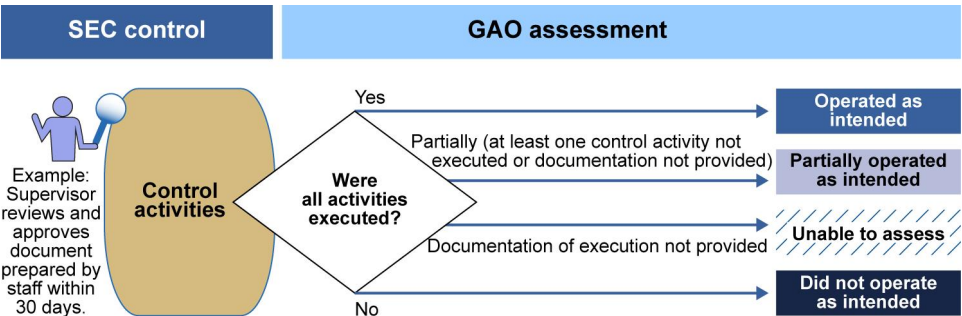 SEC control
GAO assessment
Example:
Supervisor
reviews and
approves
document
prepared by
staff within
30 days.
Control
activities
Were
all activities
executed?
Yes
Operated as
intended
Partially (at least one control activity not
executed or documentation not provided)
Partially operated
as intended
Documentation of execution not provided
Unable to assess
No
Did not operate
as intended